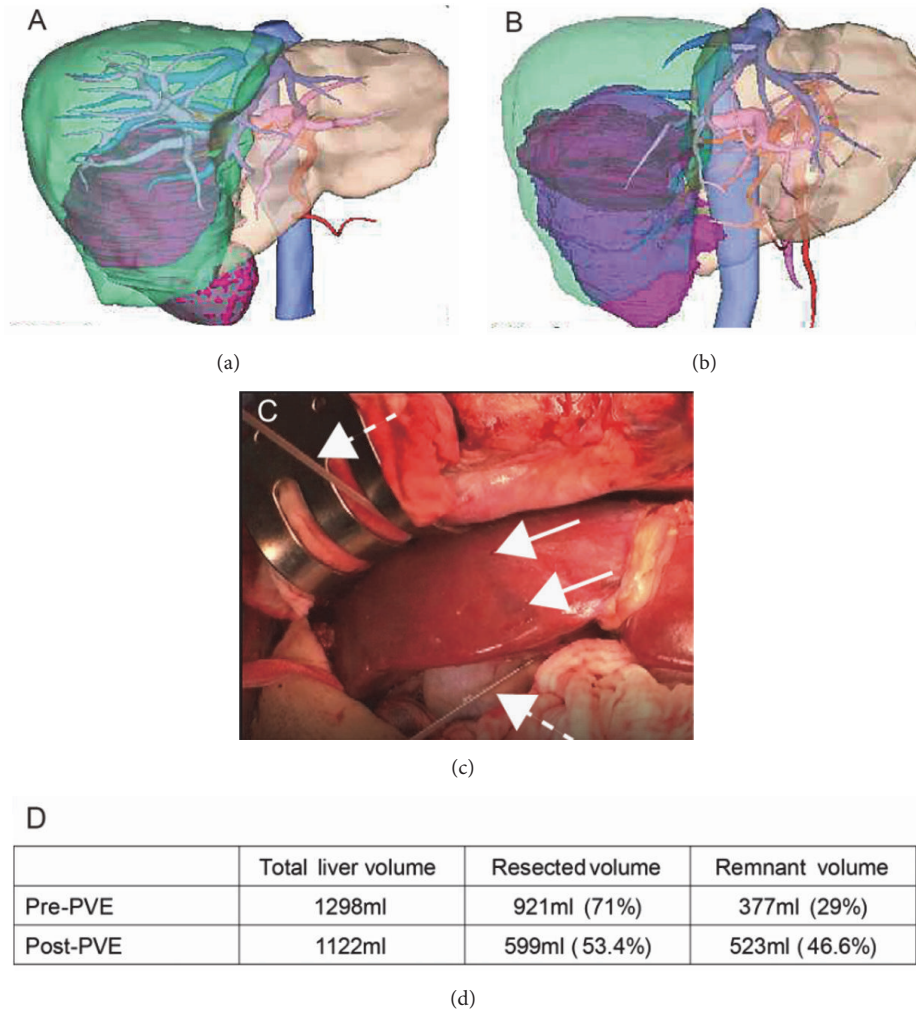 A
B
(a)
(b)
C
(c)
D
Total liver volume Resected volume Remnant volume
Pre-PVE 1298ml 921ml (71%) 377ml (29%)
Post-PVE 1122ml 599ml (53.4%) 523ml (46.6%)
(d)